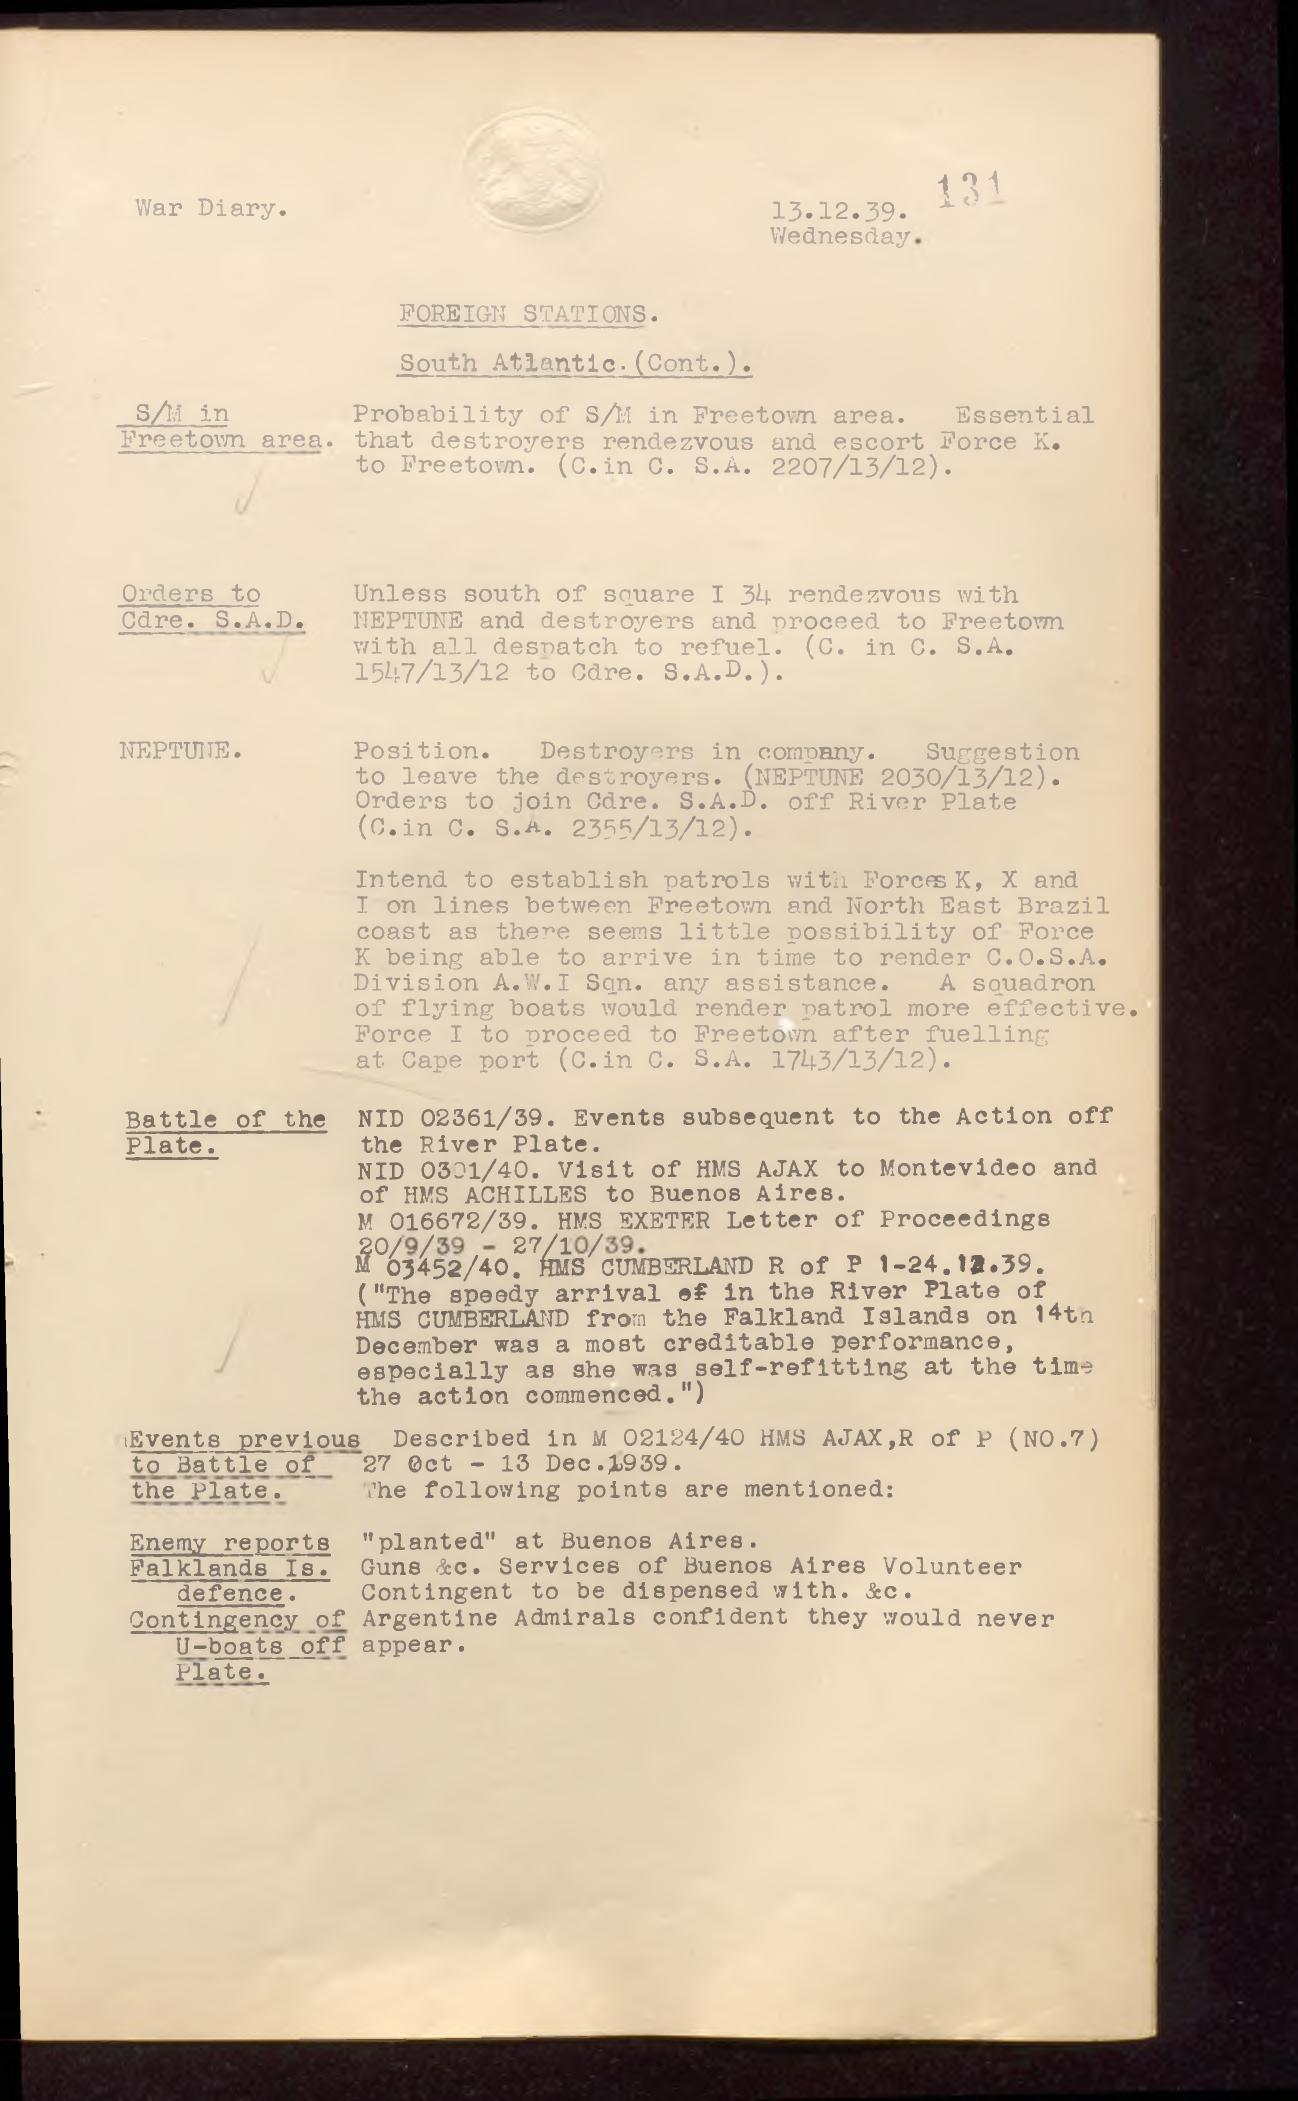 131
War Diary. 13.12.39.
Wednesday.
FOREIGN STATIONS.
South Atlantic.(Cont.).
S/M in Probability of S/M in Freetown area. Essential
Freetown area. that destroyers rendezvous and escort Force K.
to Freetown. (C.in C. S.A. 2207/13/12).
Orders to Unless south of square I 34 rendezvous with
Cdre. S.A.D. NEPTUNE and destroyers and proceed to Freetown
with all despatch to refuel. (C. in C. S.A.
1547/13/12 to Cdre. S.A.D.).
NEPTUNE. Position. Destroyers in company. Suggestion
to leave the destroyers. (NEPTUNE 2030/13/12).
Orders to join Cdre. S.A.D. off River Plate
(C.in C. S.A. 2355/13/12).
Intend to establish patrols with Forces K, X and
I on lines between Freetown and North East Brazil
coast as there seems little possibility of Force
K being able to arrive in time to render C.O.S.A.
Division A.W.I Sqn. any assistance. A squadron
of flying boats would render patrol more effective.
Force I to proceed to Freetown after fuelling
at Cape port (C.in C. S.A. 1743/13/12).
Battle of the NID 02361/39. Events subsequent to the Action off
Plate. the River Plate.
NID 0301/40. Visit of HMS AJAX to Montevideo and
of HMS ACHILLES to Buenos Aires.
M 016672/39. HMS EXETER Letter of Proceedings
20/9/39 - 27/10/39.
M 03452/40. HMS CUMBERLAND R of P 1-24.12.39.
("The speedy arrival of in the River Plate of
HMS CUMBERLAND from the Falkland Islands on 14th
December was a most creditable performance,
especially as she was self-refitting at the time
the action commenced.")
Events previous Described in M 02124/40 HMS AJAX,R of P (NO.7)
to Battle of 27 Oct - 13 Dec.1939.
the Plate. The following points are mentioned:
Enemy reports "planted" at Buenos Aires.
Falklands Is. Guns &c. Services of Buenos Aires Volunteer
defence. Contingent to be dispensed with. &c.
Contingency of Argentine Admirals confident they would never
U-boats off appear.
Plate.